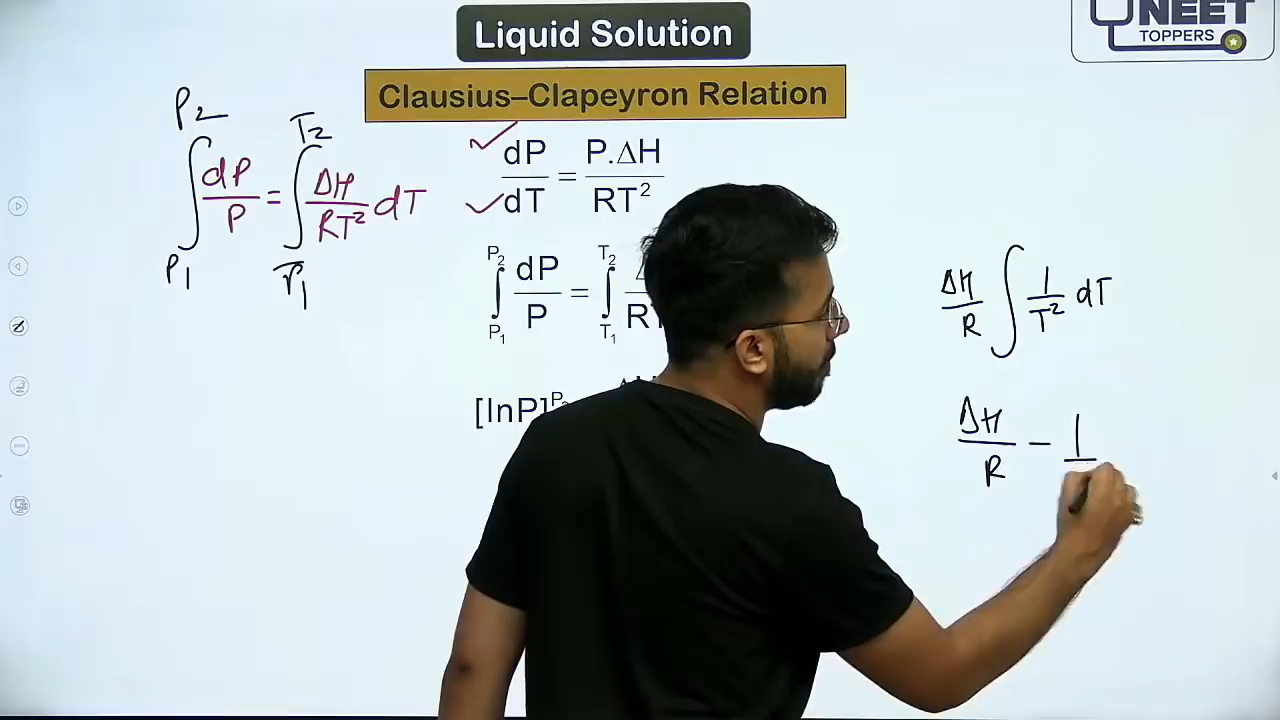 Liquid Solution
NEET
TOPPERS
Clausius–Clapeyron Relation
dP/dT = P.ΔH/RT²
∫ P₁ P₂ dP/P = ∫ T₁ T₂ ΔH/RT² dT
∫ P₁ P₂ dP/P = ∫ T₁ T₂
[lnP] P
ΔH/R ∫ 1/T² dT
ΔH/R − 1